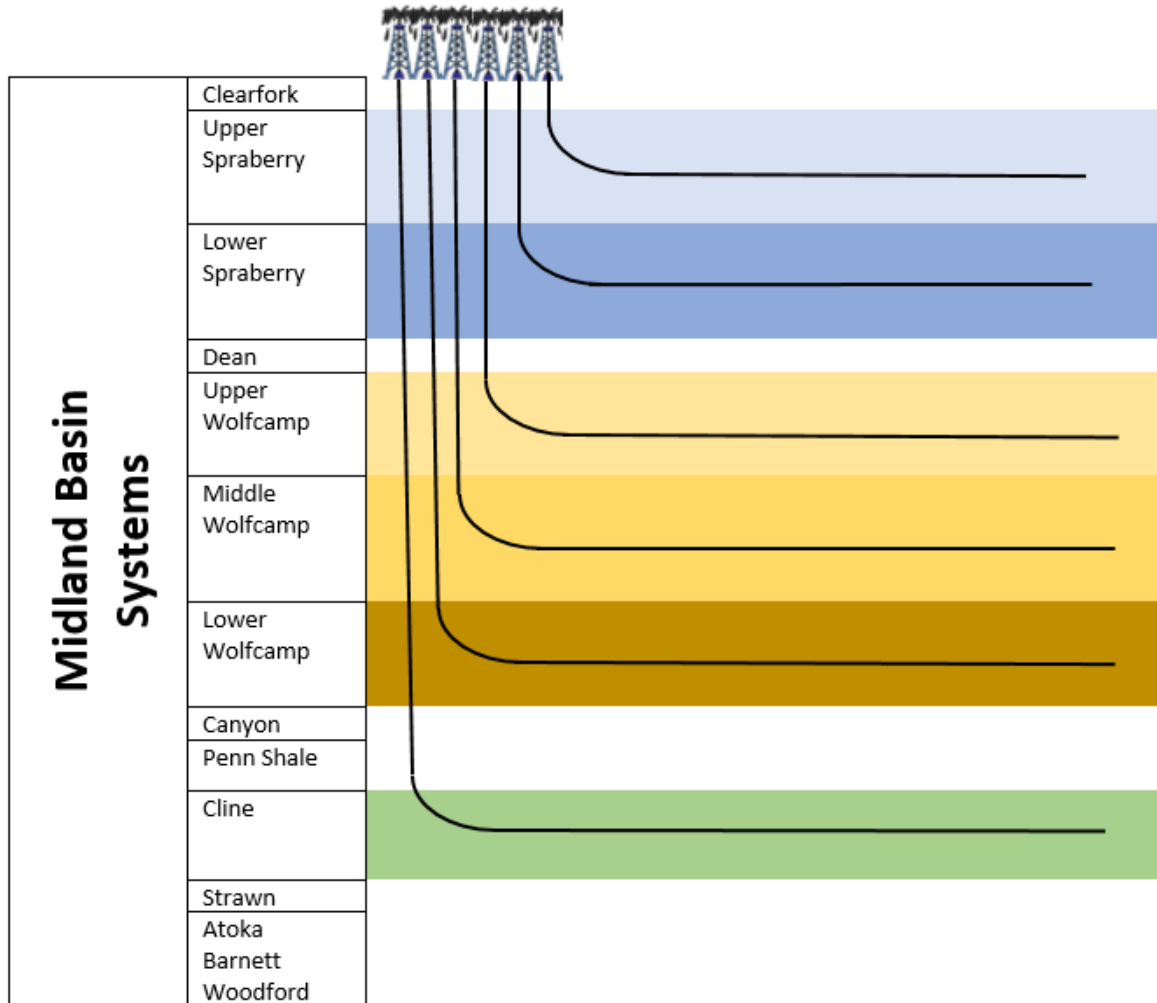 Midland Basin
Systems
Clearfork
Upper
Spraberry
Lower
Spraberry
Dean
Upper
Wolfcamp
Middle
Wolfcamp
Lower
Wolfcamp
Canyon
Penn Shale
Cline
Strawn
Atoka
Barnett
Woodford